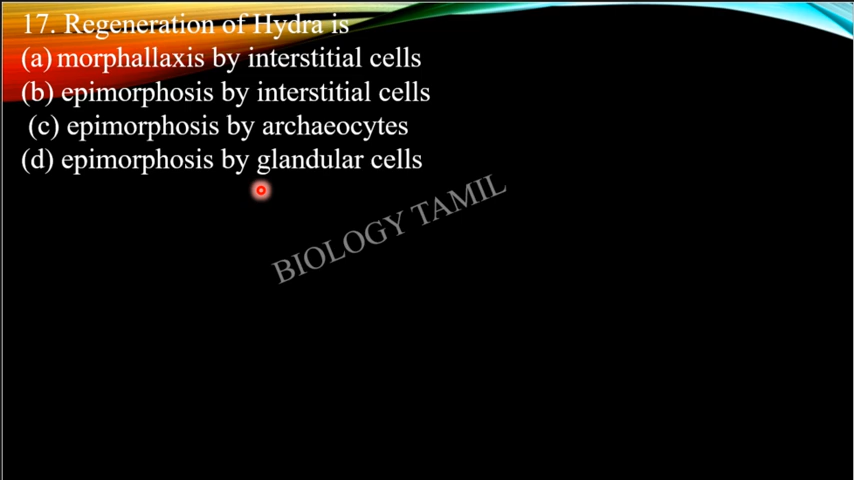 17. Regeneration of Hydra is
(a) morphallaxis by interstitial cells
(b) epimorphosis by interstitial cells
(c) epimorphosis by archaeocytes
(d) epimorphosis by glandular cells
BIOLOGY TAMIL